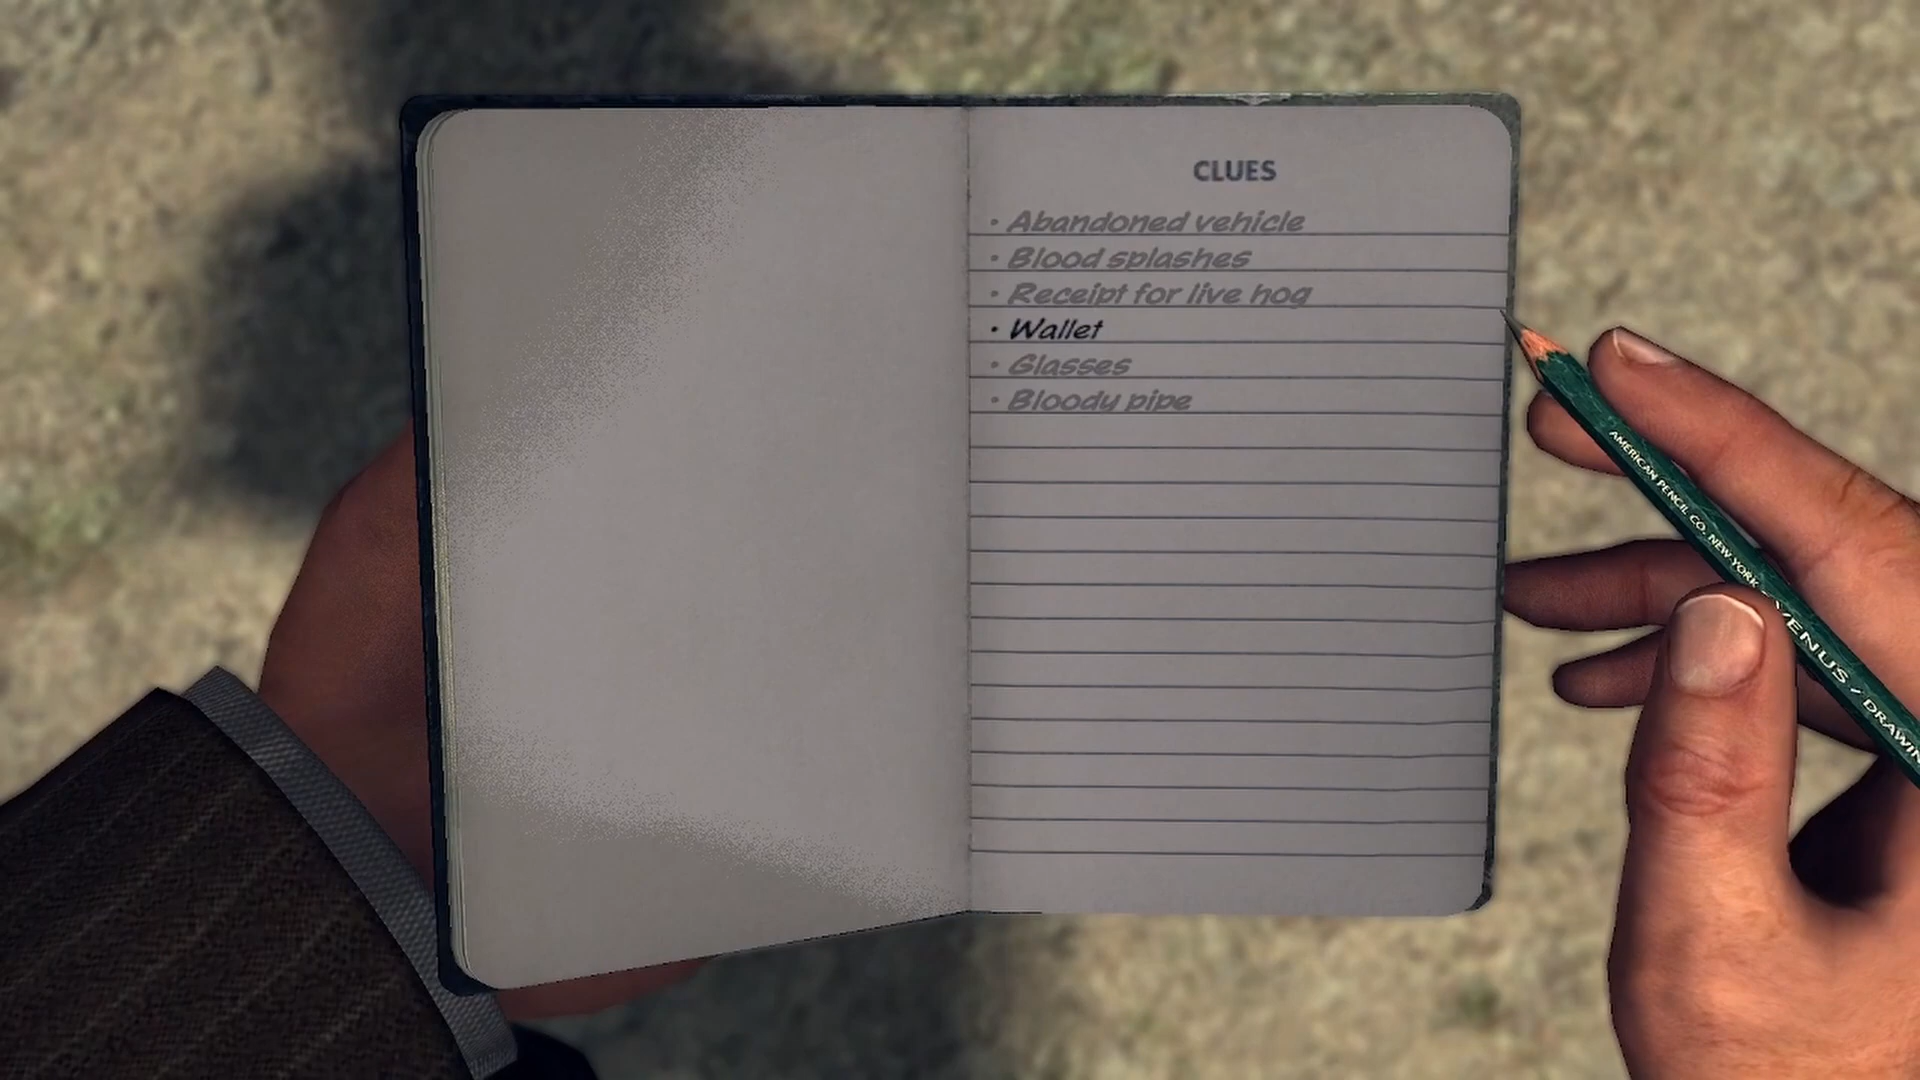 CLUES
• Abandoned vehicle
• Blood splashes
• Receipt for live hog
• Wallet
• Glasses
• Bloody pipe
AMERICAN PENCIL CO. NEW-YORK
VENUS / DRAWIN